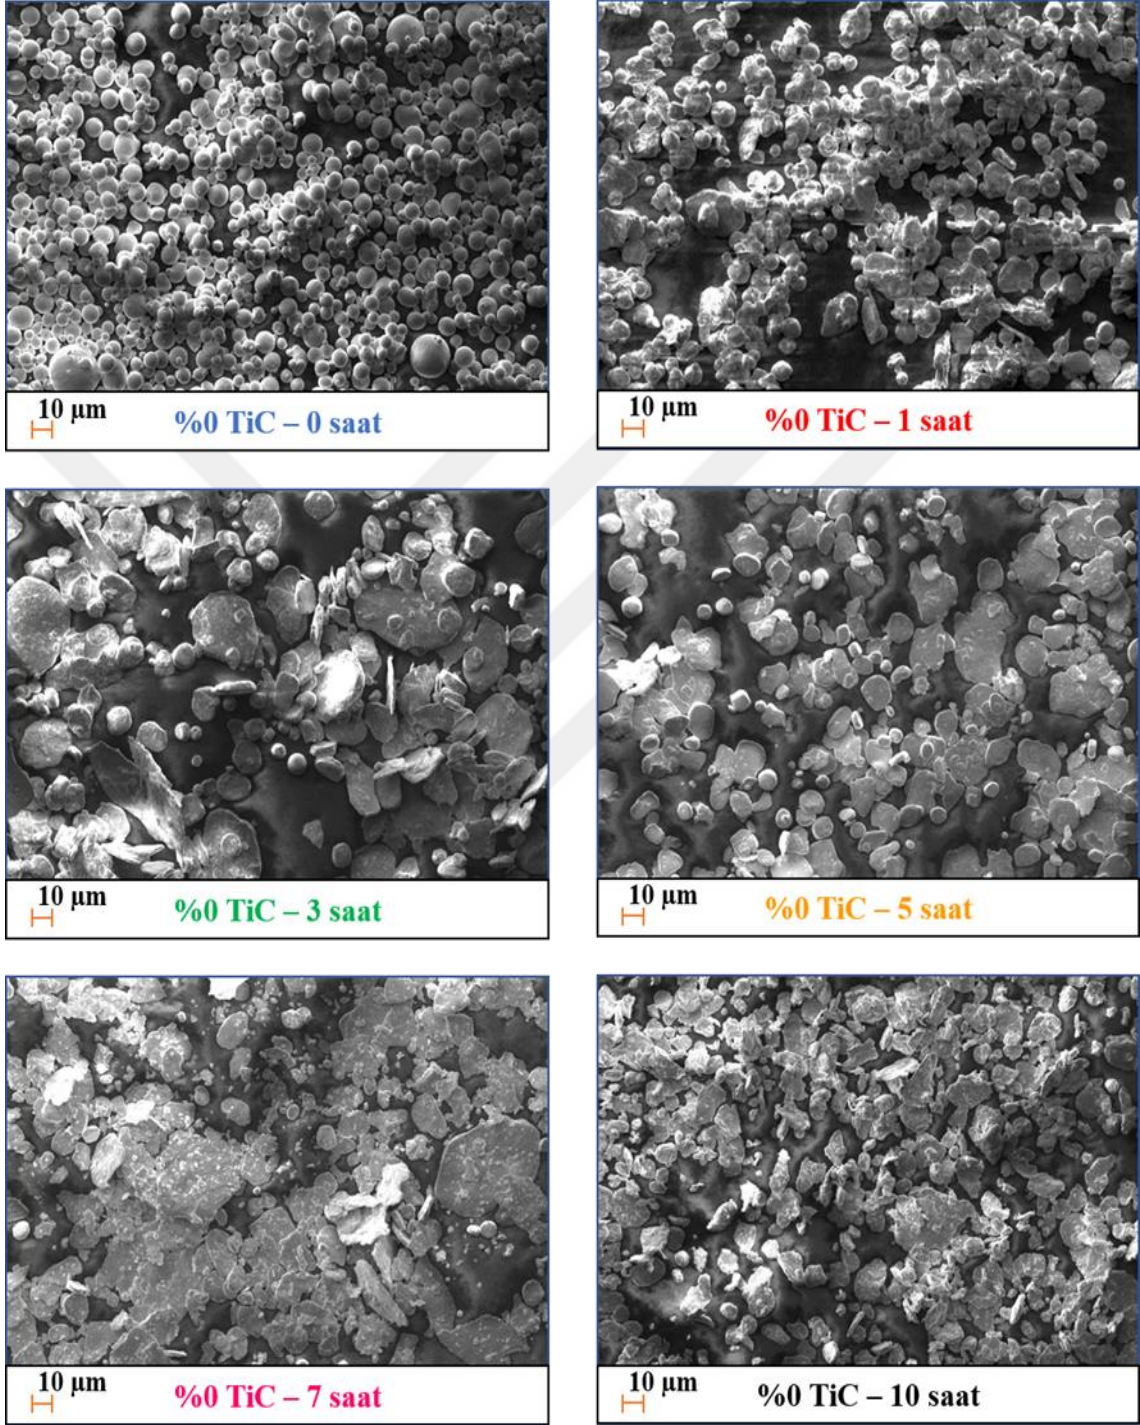 10 µm
%0 TiC – 0 saat
10 µm
%0 TiC – 1 saat
10 µm
%0 TiC – 3 saat
10 µm
%0 TiC – 5 saat
10 µm
%0 TiC – 7 saat
10 µm
%0 TiC – 10 saat